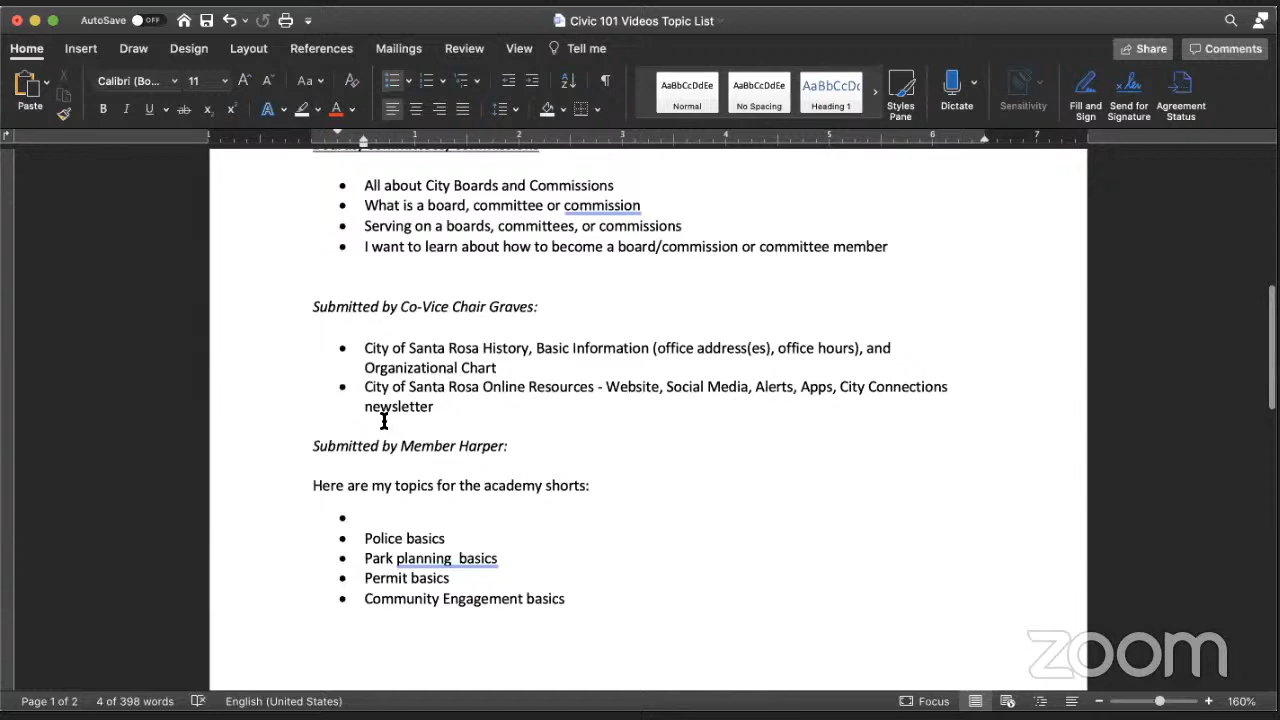 AutoSave OFF Civic 101 Videos Topic List
Home Insert Draw Design Layout References Mailings Review View Tell me Share Comments
Paste Calibri (Bo... 11 AaBbCcDdEe AaBbCcDdEe AaBbCcDc
Normal No Spacing Heading 1 Styles Pane Dictate Sensitivity Fill and Sign Send for Signature Agreement Status
1 2 3 4 5 6 7
• All about City Boards and Commissions
• What is a board, committee or commission
• Serving on a boards, committees, or commissions
• I want to learn about how to become a board/commission or committee member
Submitted by Co-Vice Chair Graves:
• City of Santa Rosa History, Basic Information (office address(es), office hours), and
Organizational Chart
• City of Santa Rosa Online Resources - Website, Social Media, Alerts, Apps, City Connections
newsletter
Submitted by Member Harper:
Here are my topics for the academy shorts:
•
• Police basics
• Park planning  basics
• Permit basics
• Community Engagement basics
zoom
Page 1 of 2 4 of 398 words English (United States) Focus 160%